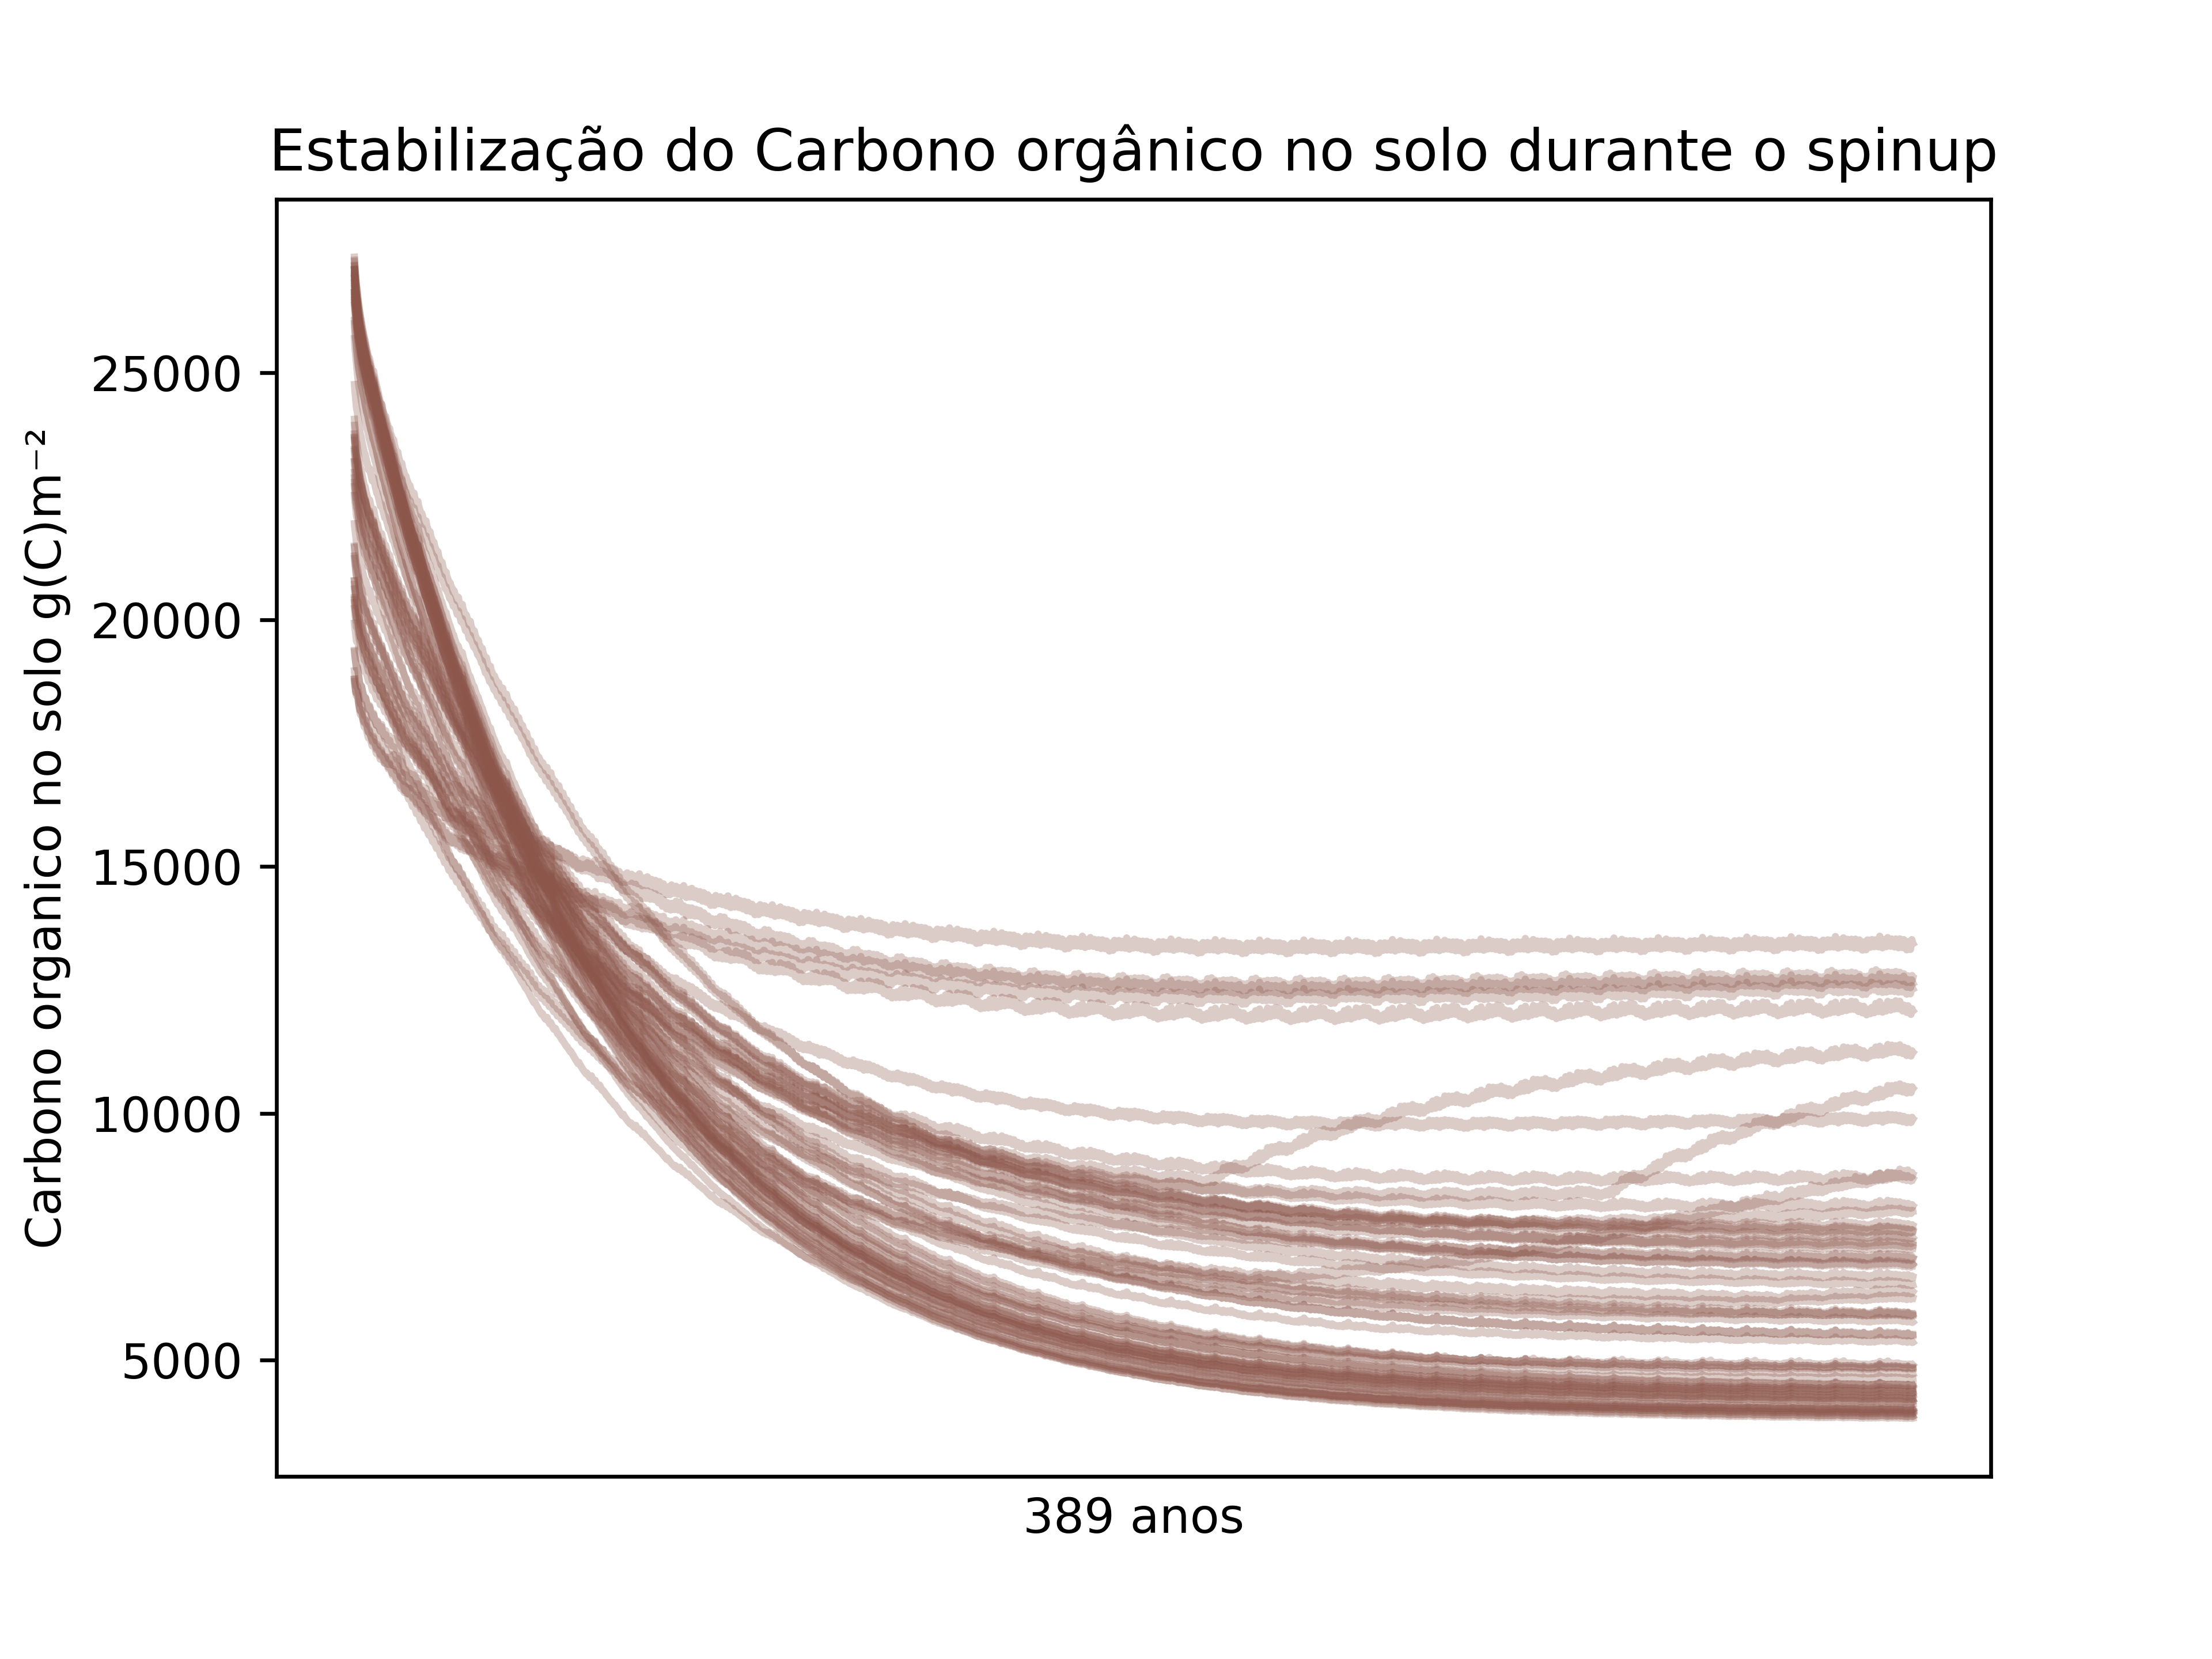 Estabilização do Carbono orgânico no solo durante o spinup
Carbono organico no solo g(C)m⁻²
25000
20000
15000
10000
5000
389 anos